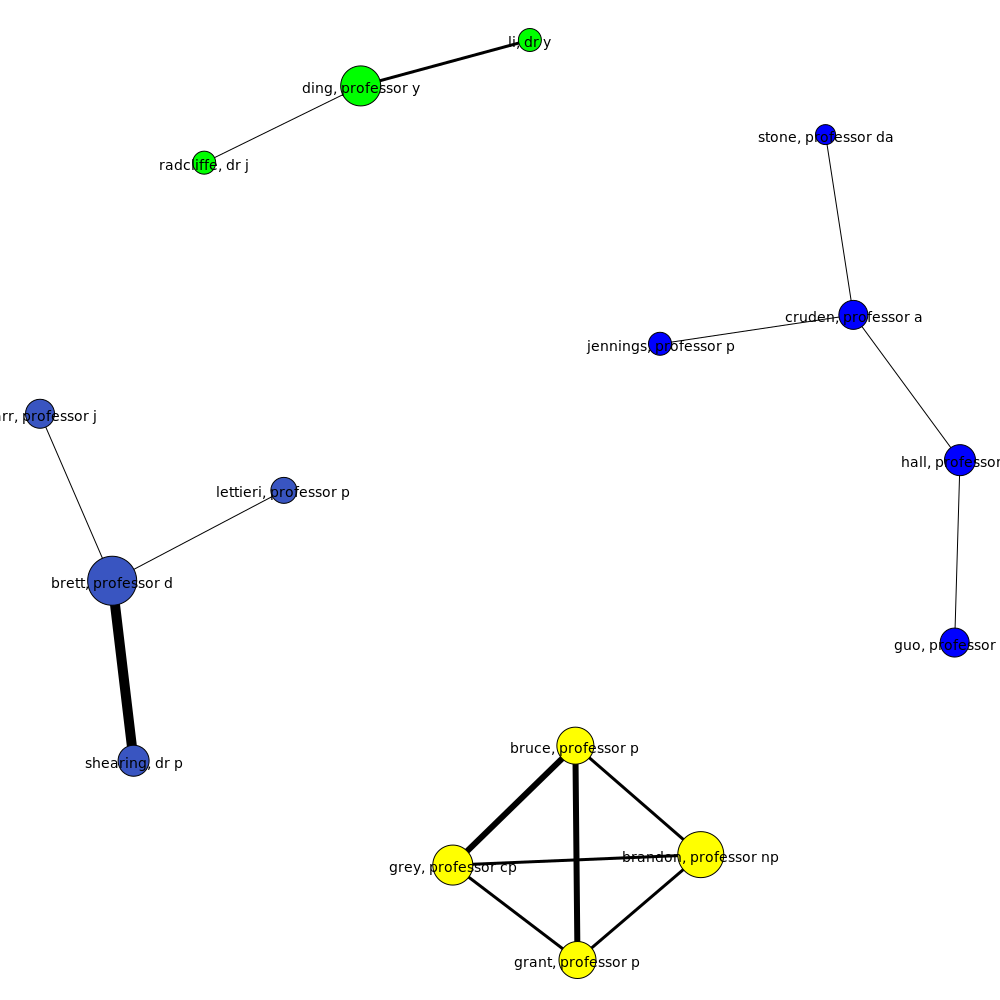 li, dr y
ding, professor y
radcliffe, dr j
stone, professor da
cruden, professor a
jennings, professor p
rr, professor j
hall, professor
lettieri, professor p
brett, professor d
guo, professor
bruce, professor p
shearing, dr p
brandon, professor np
grey, professor cp
grant, professor p